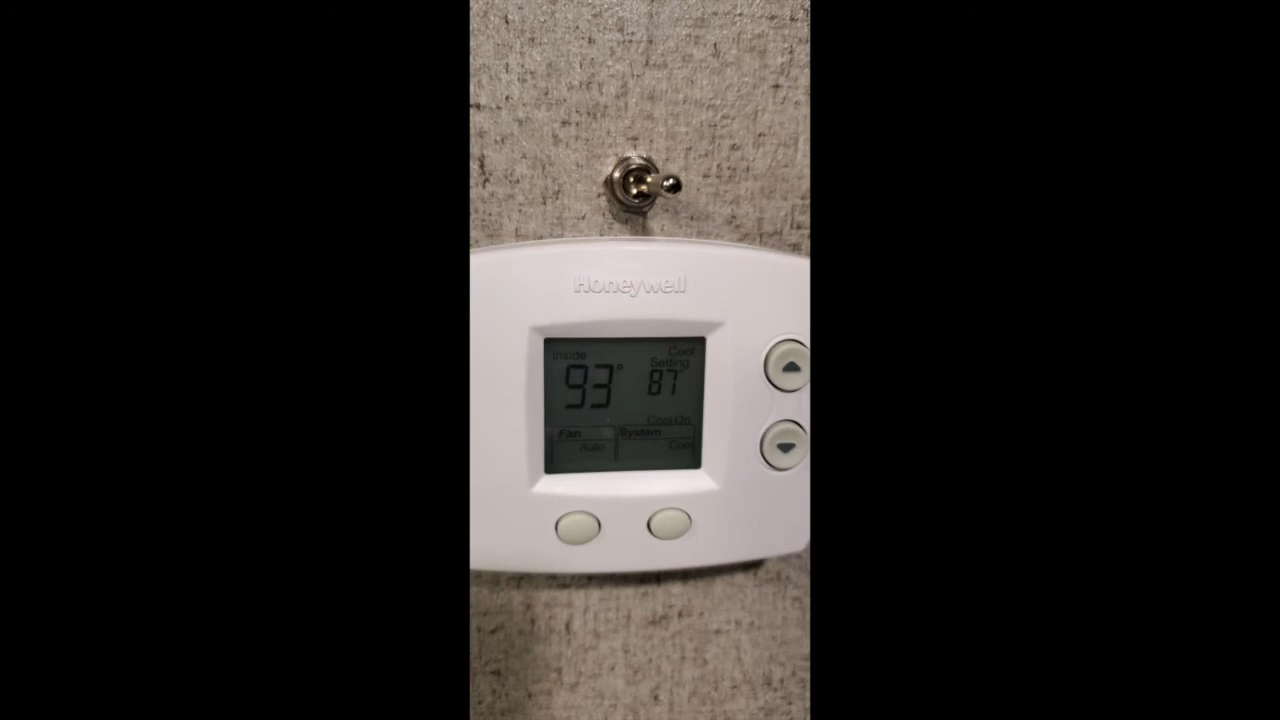 Honeywell
Inside
Cool
Setting
93°
87°
Cool On
Fan
System
Auto
Cool